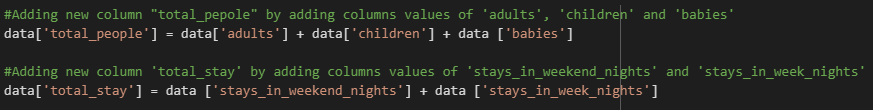 #Adding new column "total_pepole" by adding columns values of 'adults', 'children' and 'babies'
data['total_people'] = data['adults'] + data['children'] + data ['babies']
#Adding new column 'total_stay' by adding columns values of 'stays_in_weekend_nights' and 'stays_in_week_nights'
data['total_stay'] = data ['stays_in_weekend_nights'] + data ['stays_in_week_nights']